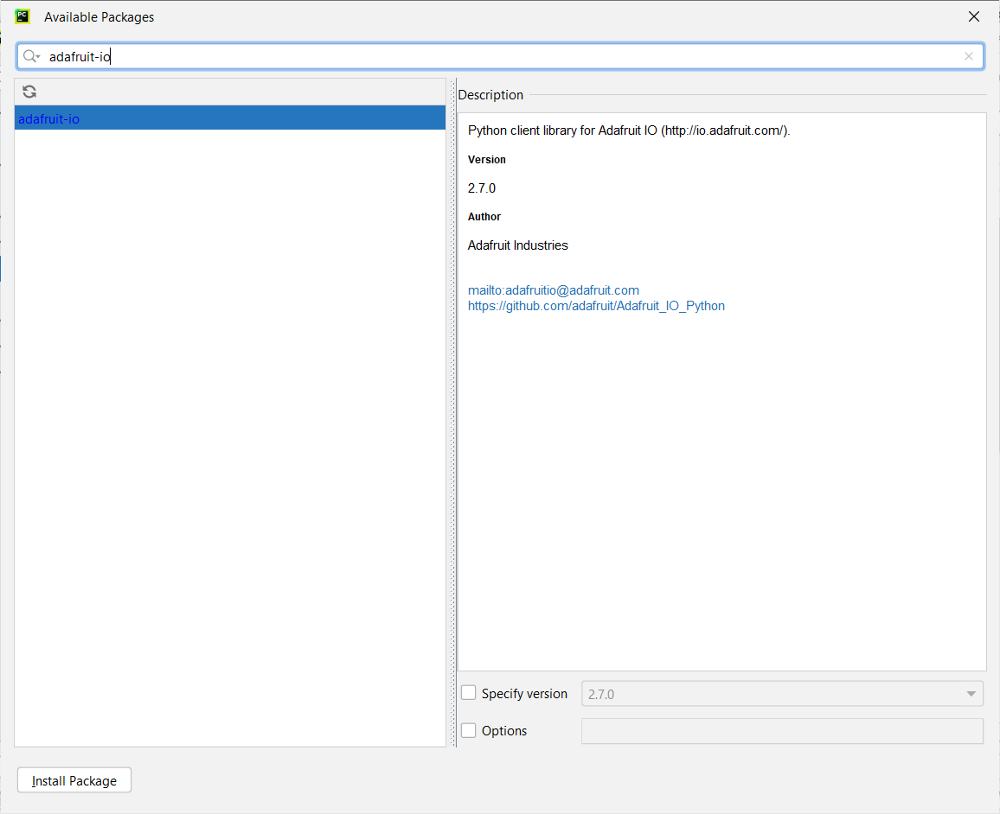 PC
Available Packages
adafruit-io
adafruit-io
Description
Python client library for Adafruit IO (http://io.adafruit.com/).
Version
2.7.0
Author
Adafruit Industries
mailto:adafruitio@adafruit.com
https://github.com/adafruit/Adafruit_IO_Python
Specify version
2.7.0
Options
Install Package